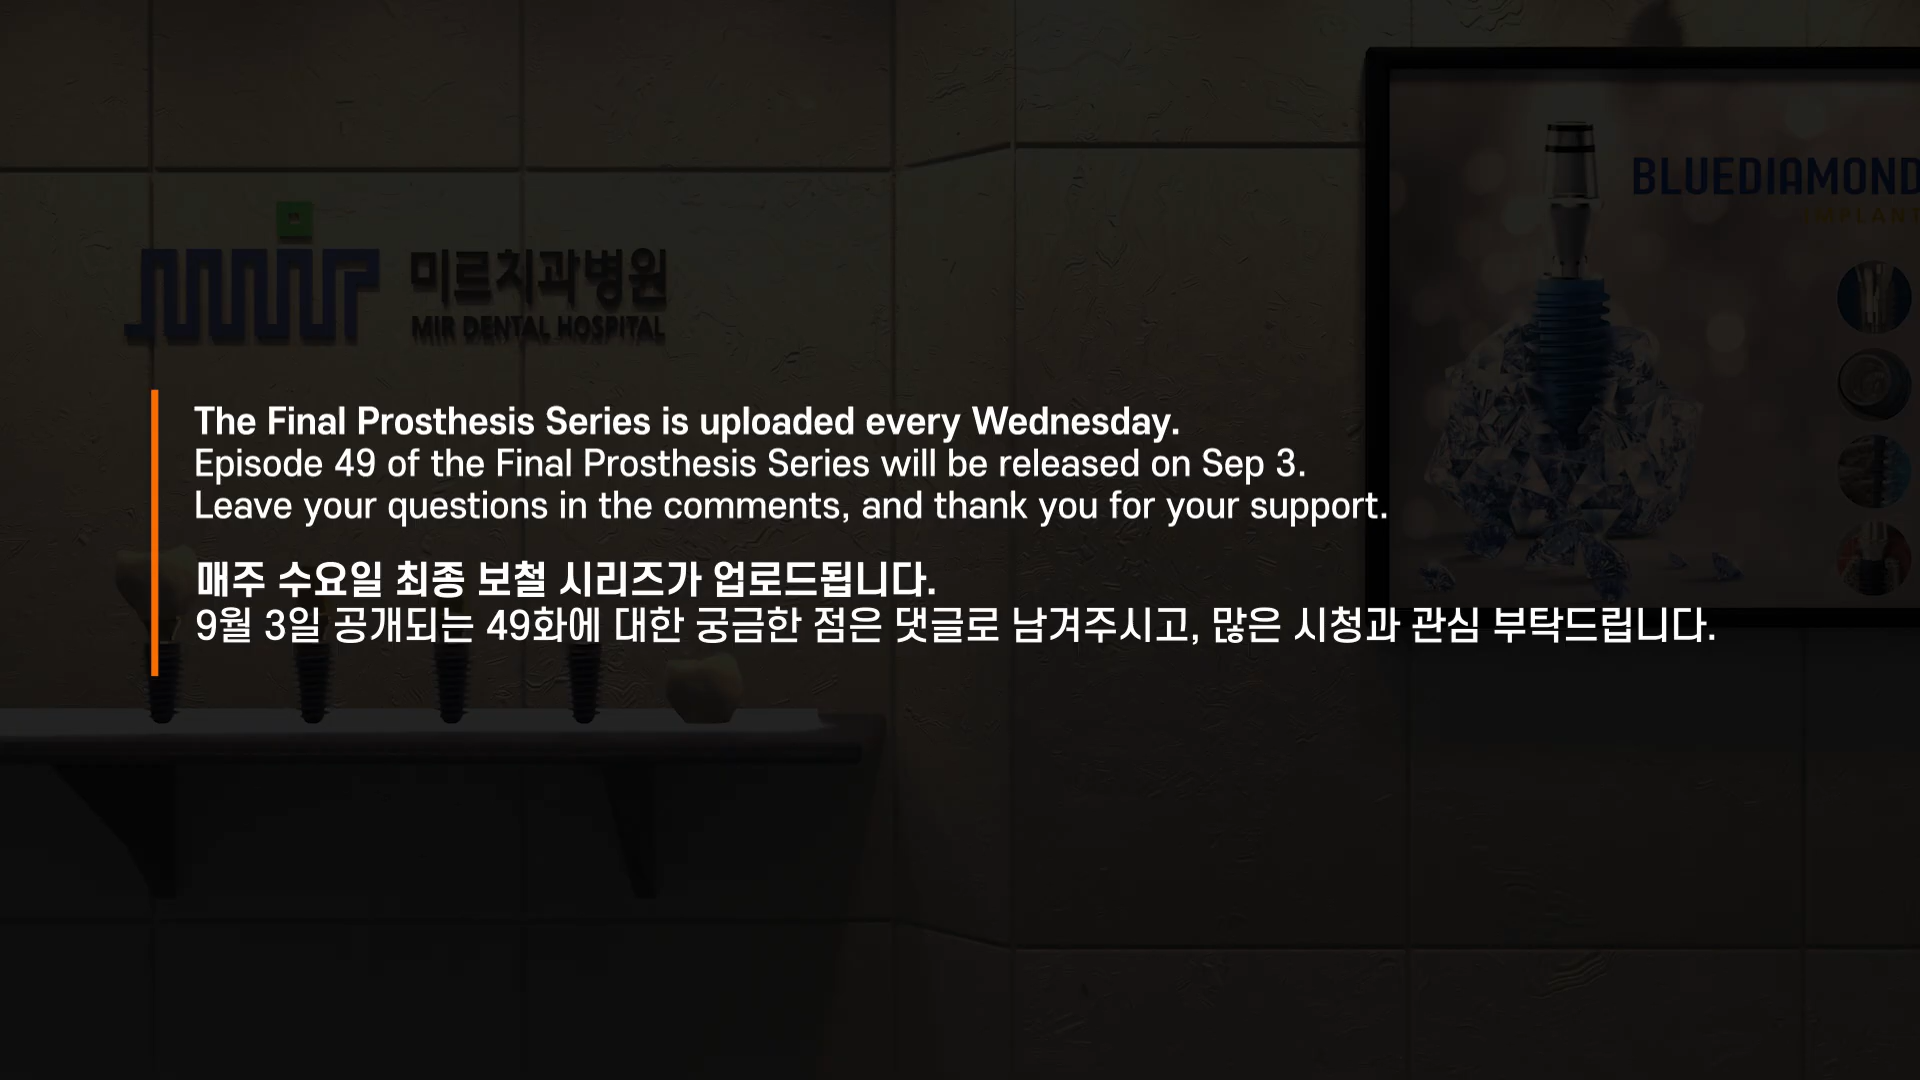 BLUEDIAMOND
IMPLANT
미르치과병원
MIR DENTAL HOSPITAL
The Final Prosthesis Series is uploaded every Wednesday.
Episode 49 of the Final Prosthesis Series will be released on Sep 3.
Leave your questions in the comments, and thank you for your support.
매주 수요일 최종 보철 시리즈가 업로드됩니다.
9월 3일 공개되는 49화에 대한 궁금한 점은 댓글로 남겨주시고, 많은 시청과 관심 부탁드립니다.